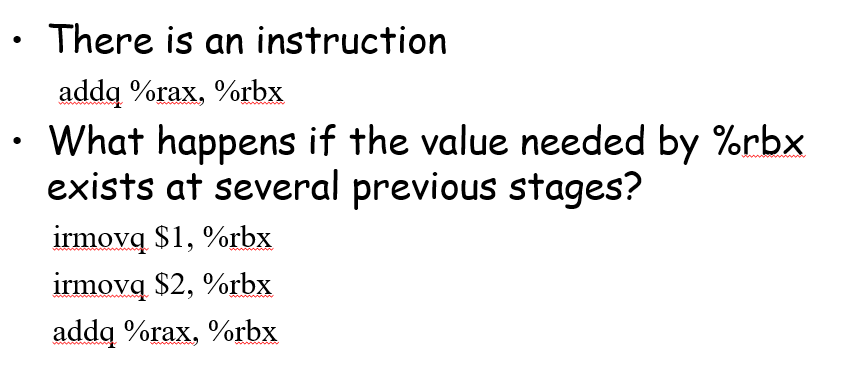 • There is an instruction
addq %rax, %rbx
• What happens if the value needed by %rbx
exists at several previous stages?
irmovq $1, %rbx
irmovq $2, %rbx
addq %rax, %rbx